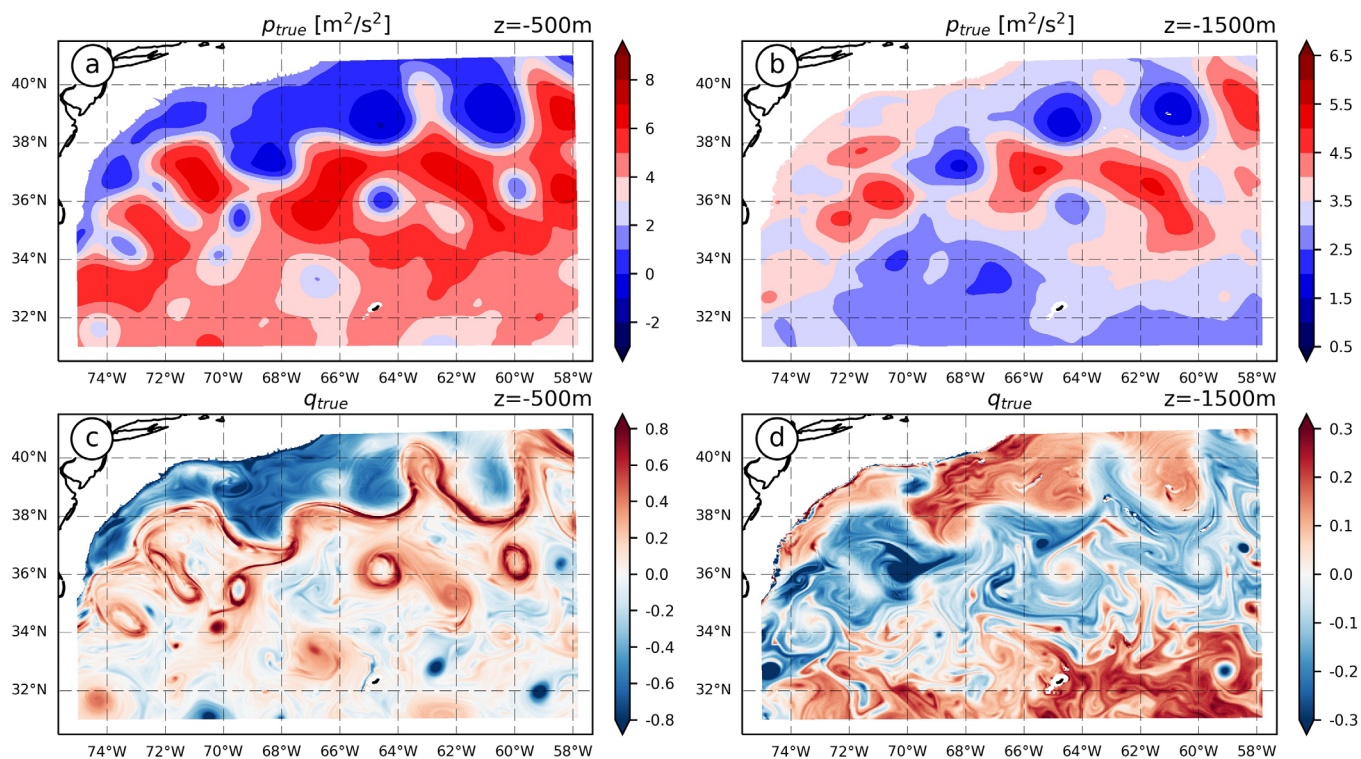 p_true [m²/s²] z=-500m
a
40°N
38°N
36°N
34°N
32°N
74°W 72°W 70°W 68°W 66°W 64°W 62°W 60°W 58°W
8
6
4
2
0
-2
p_true [m²/s²] z=-1500m
b
40°N
38°N
36°N
34°N
32°N
74°W 72°W 70°W 68°W 66°W 64°W 62°W 60°W 58°W
6.5
5.5
4.5
3.5
2.5
1.5
0.5
q_true z=-500m
c
40°N
38°N
36°N
34°N
32°N
74°W 72°W 70°W 68°W 66°W 64°W 62°W 60°W 58°W
0.8
0.6
0.4
0.2
0.0
-0.2
-0.4
-0.6
-0.8
q_true z=-1500m
d
40°N
38°N
36°N
34°N
32°N
74°W 72°W 70°W 68°W 66°W 64°W 62°W 60°W 58°W
0.3
0.2
0.1
0.0
-0.1
-0.2
-0.3